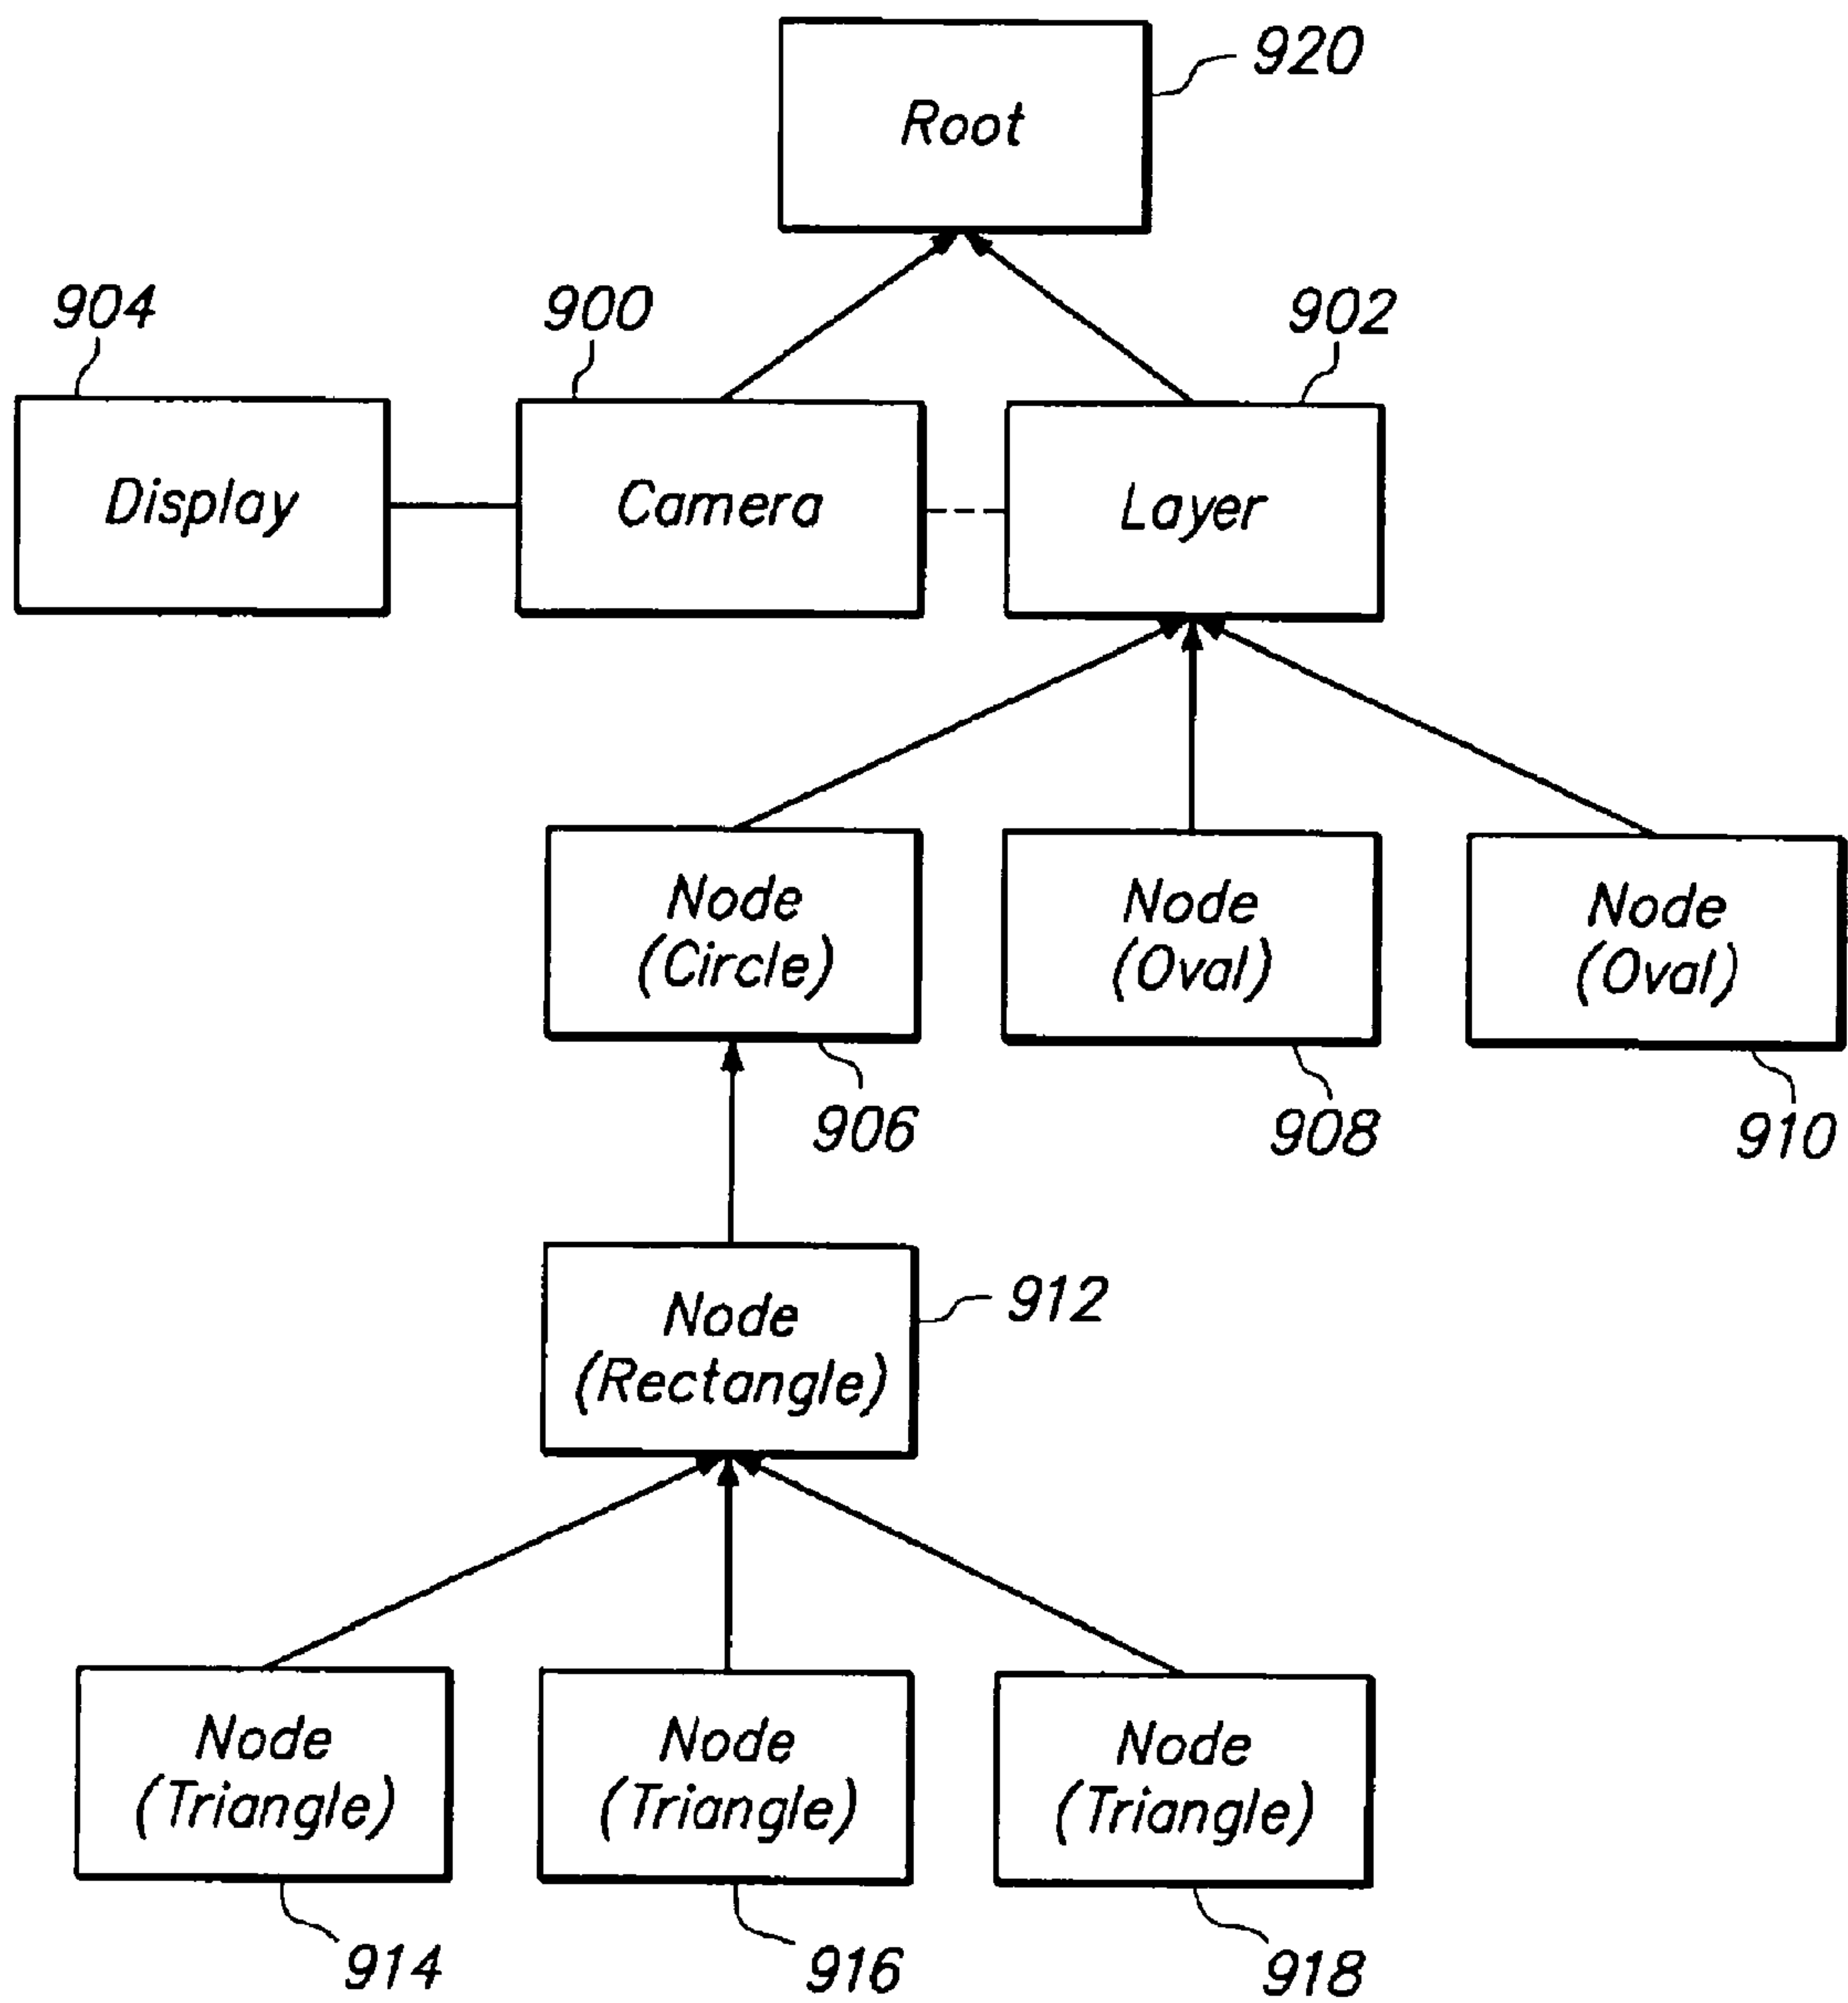 920
Root
904
900
902
Display
Camera
Layer
Node
(Circle)
Node
(Oval)
Node
(Oval)
906
908
910
Node
(Rectangle)
912
Node
(Triangle)
Node
(Triangle)
Node
(Triangle)
914
916
918